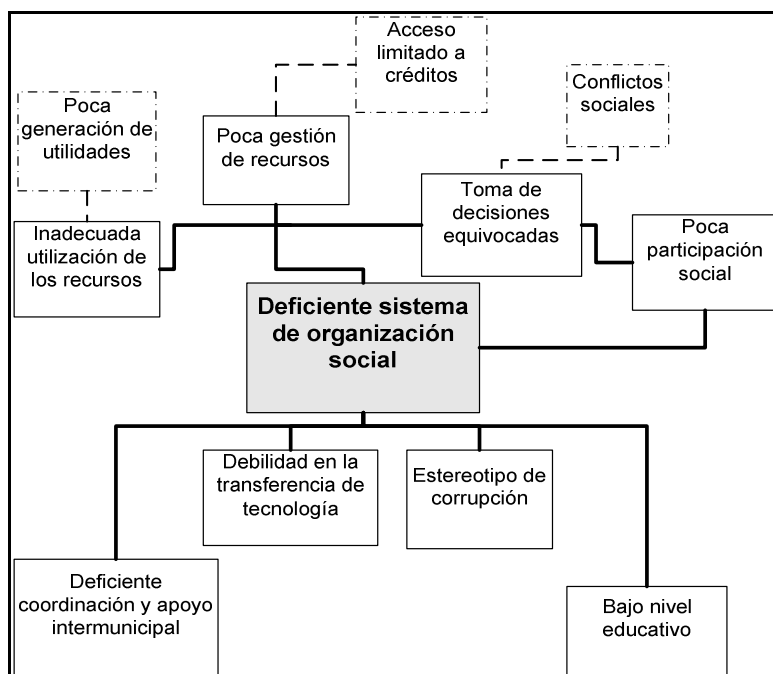 Acceso
limitado a
créditos
Conflictos
sociales
Poca
generación de
utilidades
Poca gestión
de recursos
Toma de
decisiones
equivocadas
Poca
participación
social
Inadecuada
utilización de
los recursos
Deficiente sistema
de organización
social
Debilidad en la
transferencia de
tecnología
Estereotipo de
corrupción
Deficiente
coordinación y apoyo
intermunicipal
Bajo nivel
educativo